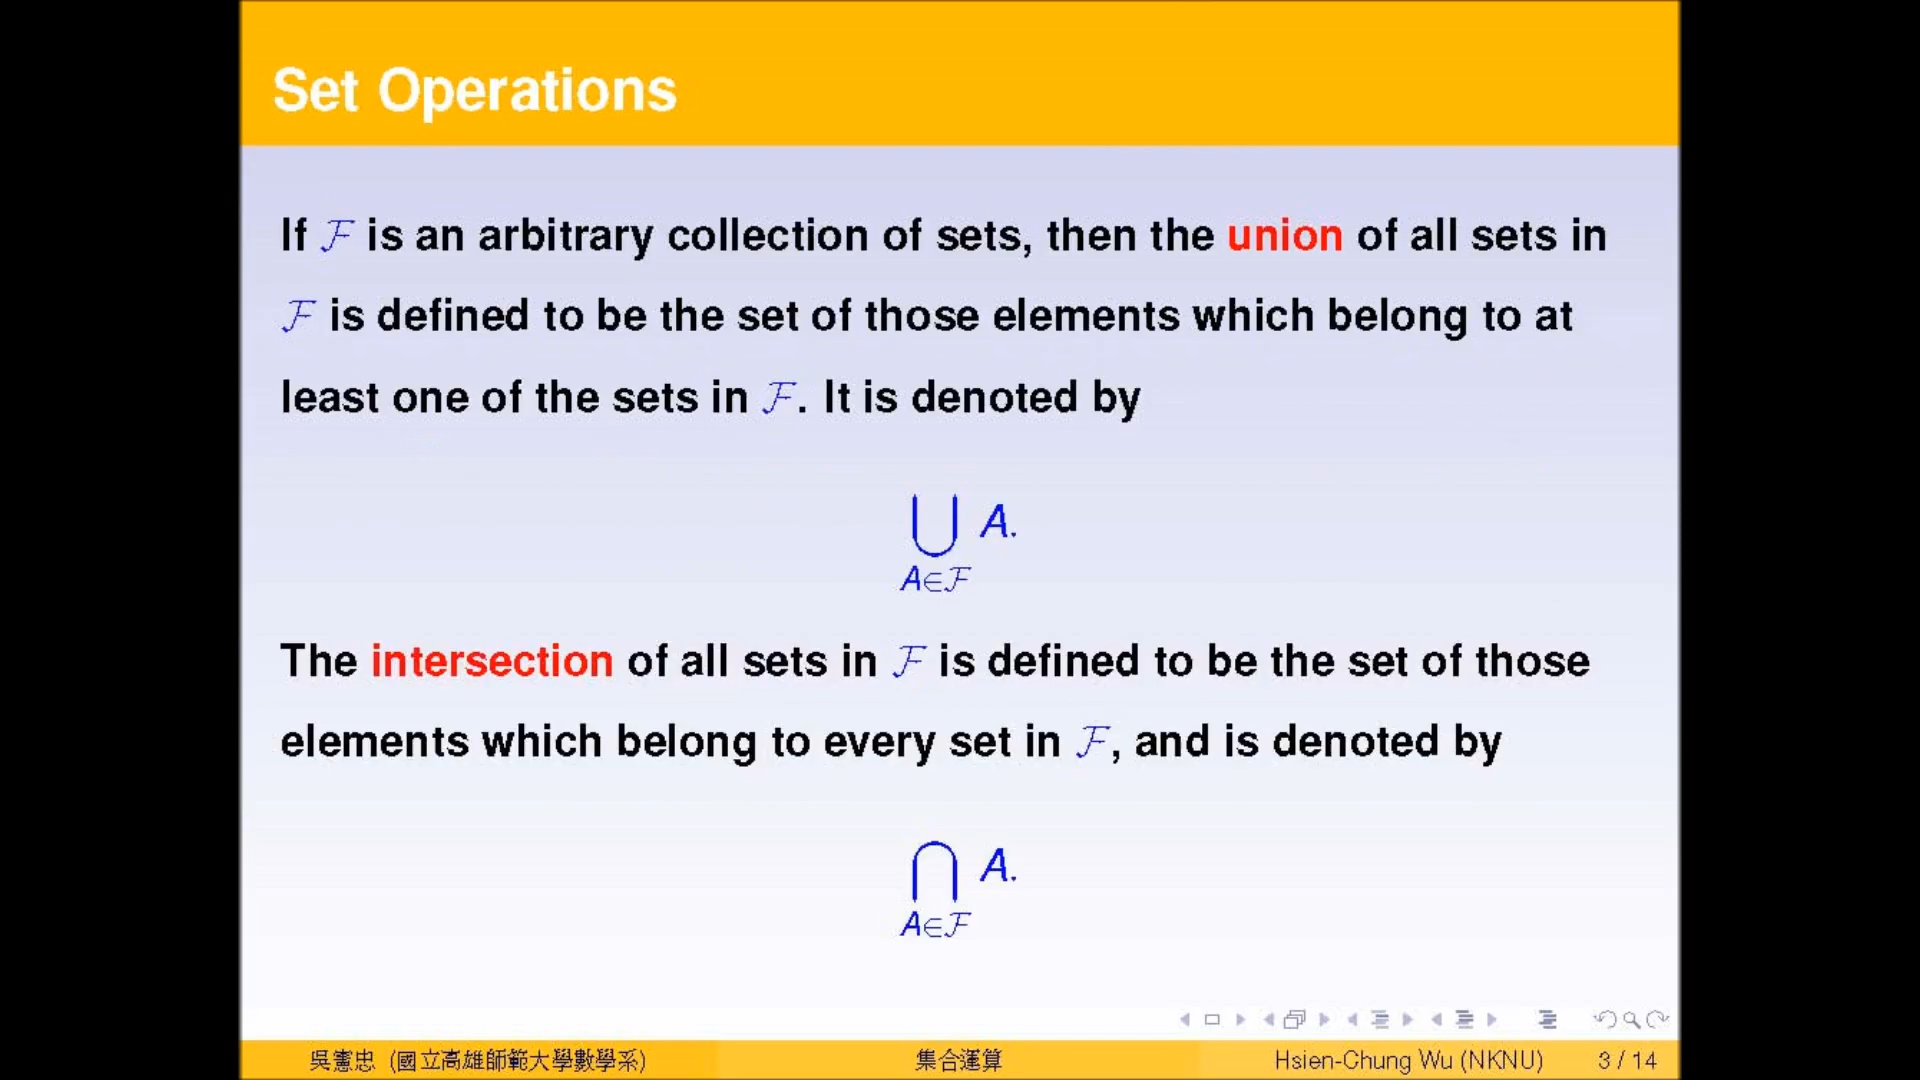 Set Operations
If ℱ is an arbitrary collection of sets, then the union of all sets in
ℱ is defined to be the set of those elements which belong to at
least one of the sets in ℱ. It is denoted by
⋃ A.
A∈ℱ
The intersection of all sets in ℱ is defined to be the set of those
elements which belong to every set in ℱ, and is denoted by
⋂ A.
A∈ℱ
吳憲忠 (國立高雄師範大學數學系) 集合運算 Hsien-Chung Wu (NKNU) 3 / 14